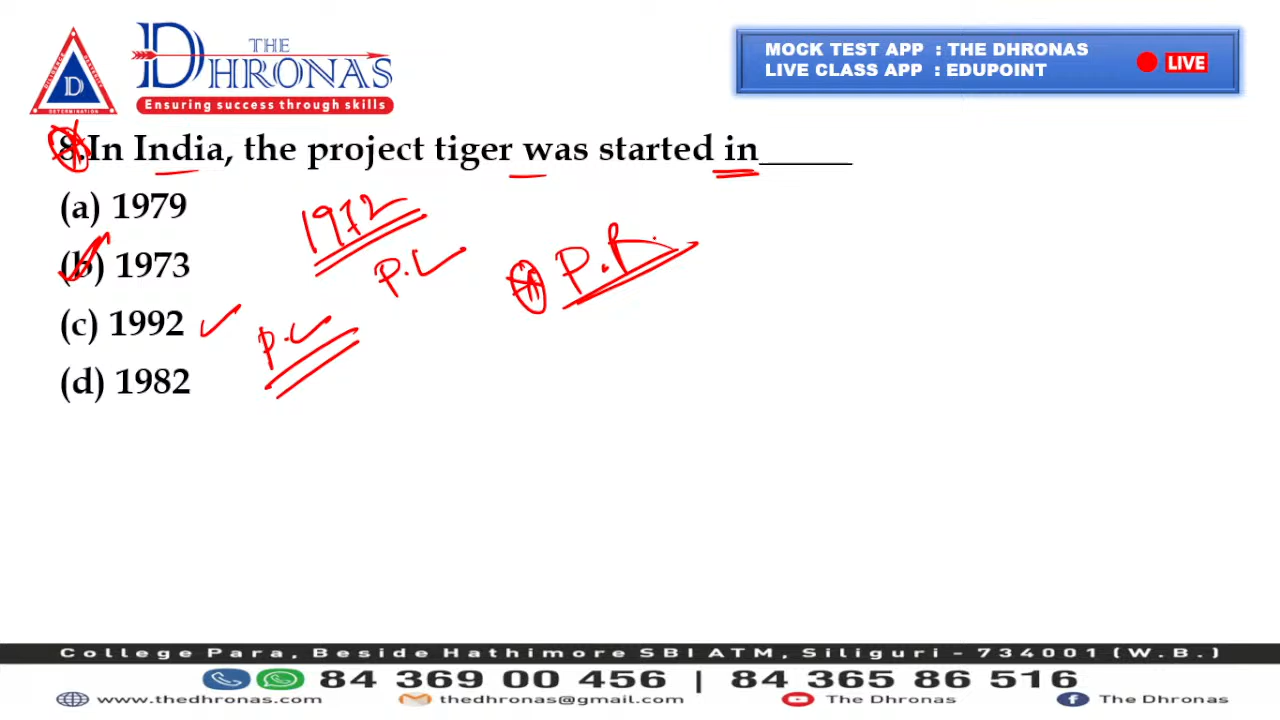 THE
DHRONAS
Ensuring success through skills
D
DETERMINATION
MOCK TEST APP : THE DHRONAS
LIVE CLASS APP : EDUPOINT
LIVE
8.In India, the project tiger was started in_____
(a) 1979
(b) 1973
(c) 1992
(d) 1982
1972
P.L
P.R
P.L
College Para, Beside Hathimore SBI ATM, Siliguri - 734001 (W.B.)
84 369 00 456 | 84 365 86 516
www.thedhronas.com thedhronas@gmail.com The Dhronas The Dhronas